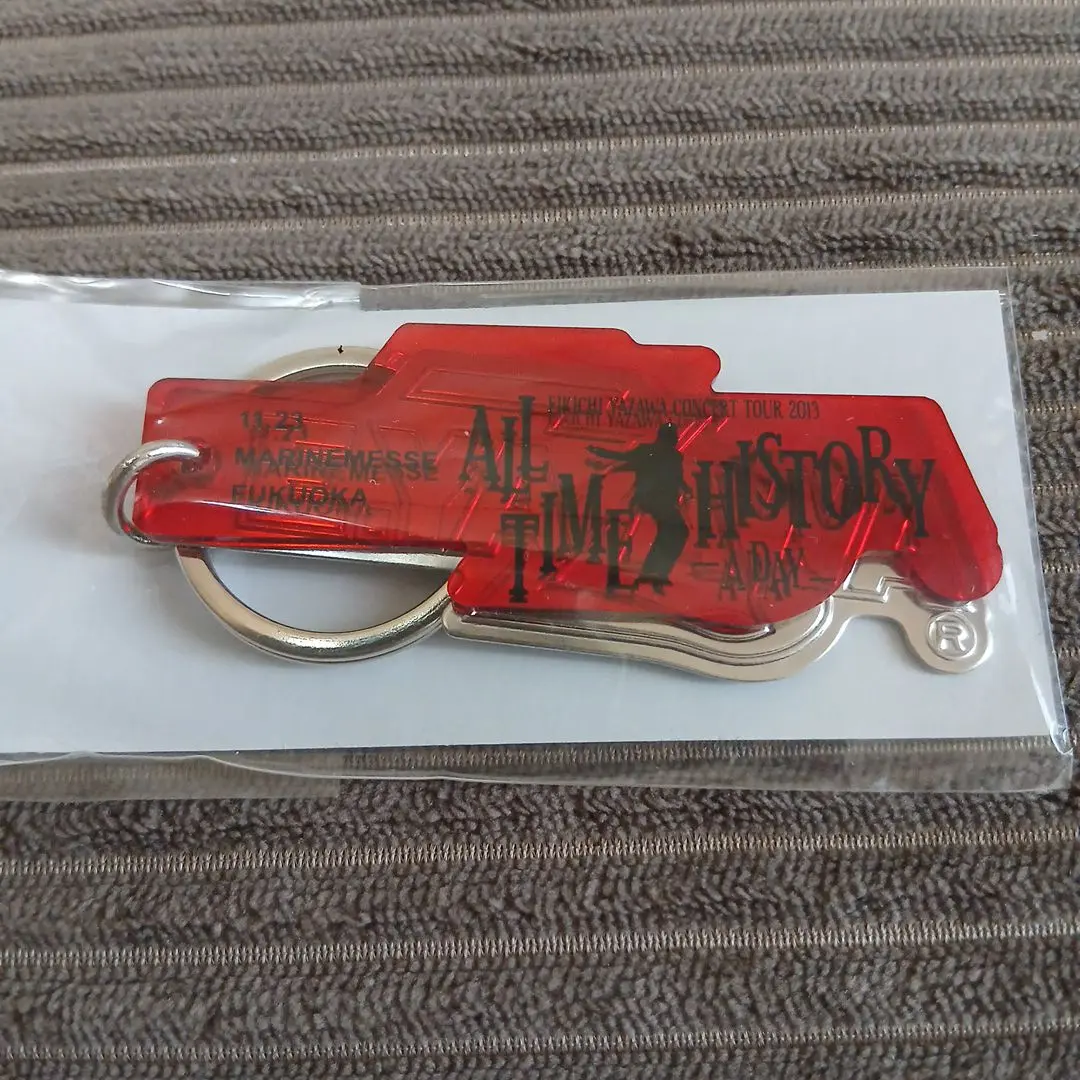 11, 23
MARINEMESSE
FUKUOKA
EIKICHI YAZAWA CONCERT TOUR 2013
ALL
TIME
HISTORY
—A DAY—
®